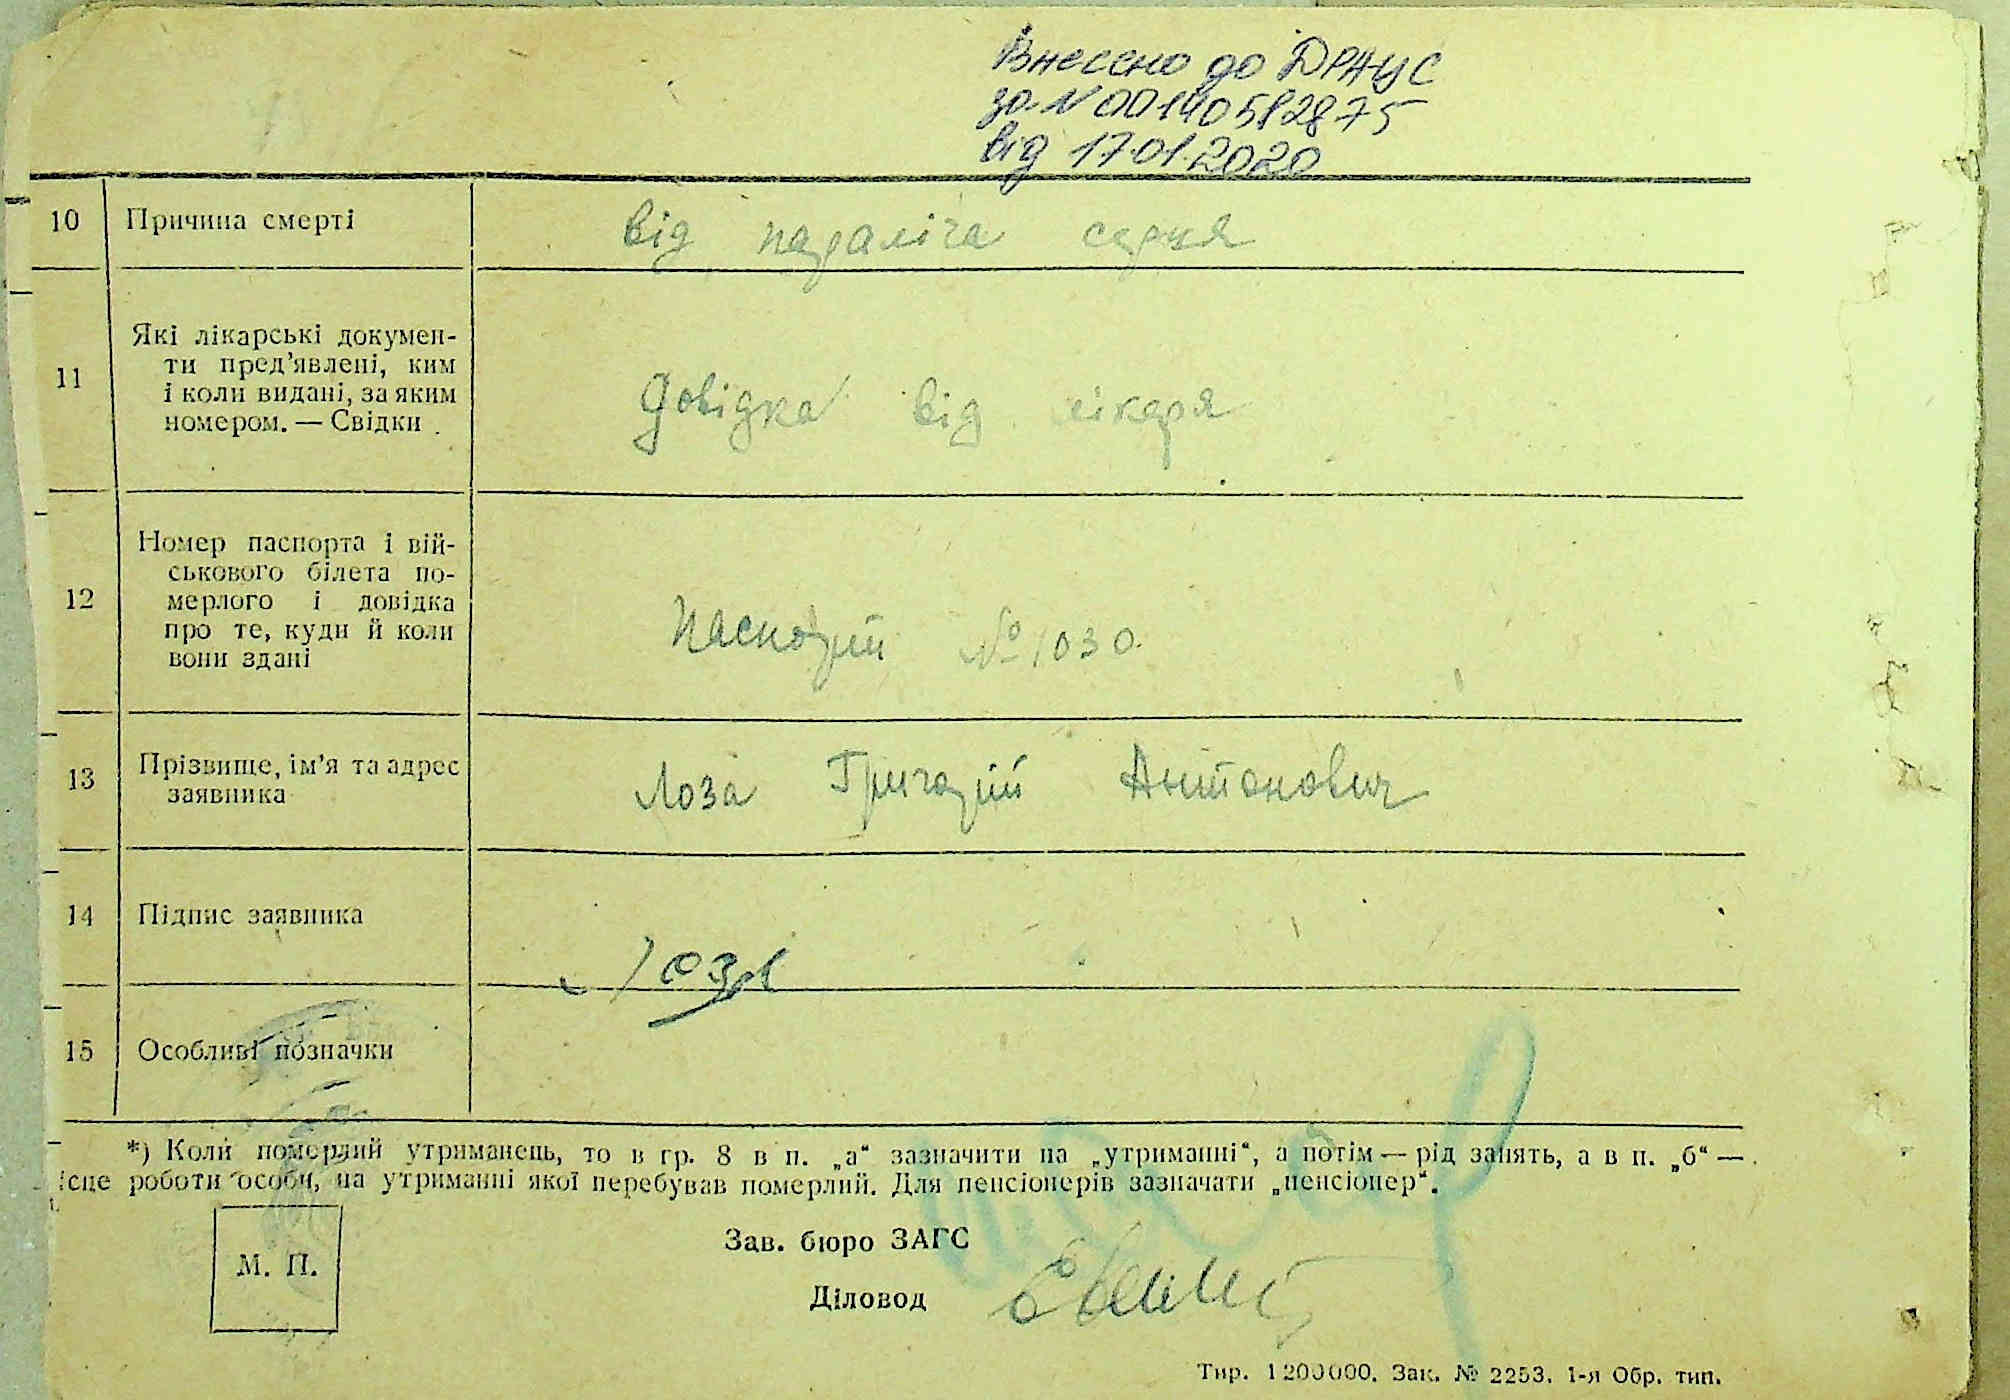 Внесено до ДРАЦС
за N 00140582875
від 17.01.2020
10 Причина смерті від параліча серця
11 Які лікарські докумен-
ти пред’явлені, ким
і коли видані, за яким
номером. — Свідки
Довідка від лікаря
12 Номер паспорта і вій-
ськового білета по-
мерлого і довідка
про те, куди й коли
вони здані
Паспорт № 1030
13 Прізвище, ім’я та адрес
заявника
Лоза Григорій Антонович
14 Підпис заявника
Лоза
15 Особливі позначки
*) Коли померлий утриманець, то в гр. 8 в п. „а“ зазначити на „утриманні“, а потім — рід занять, а в п. „б“ —
ісце роботи особи, на утриманні якої перебував померлий. Для пенсіонерів зазначати „пенсіонер“.
М. П.
Зав. бюро ЗАГС
Діловод
Тир. 1200000. Зак. № 2253. 1-я Обр. тип.